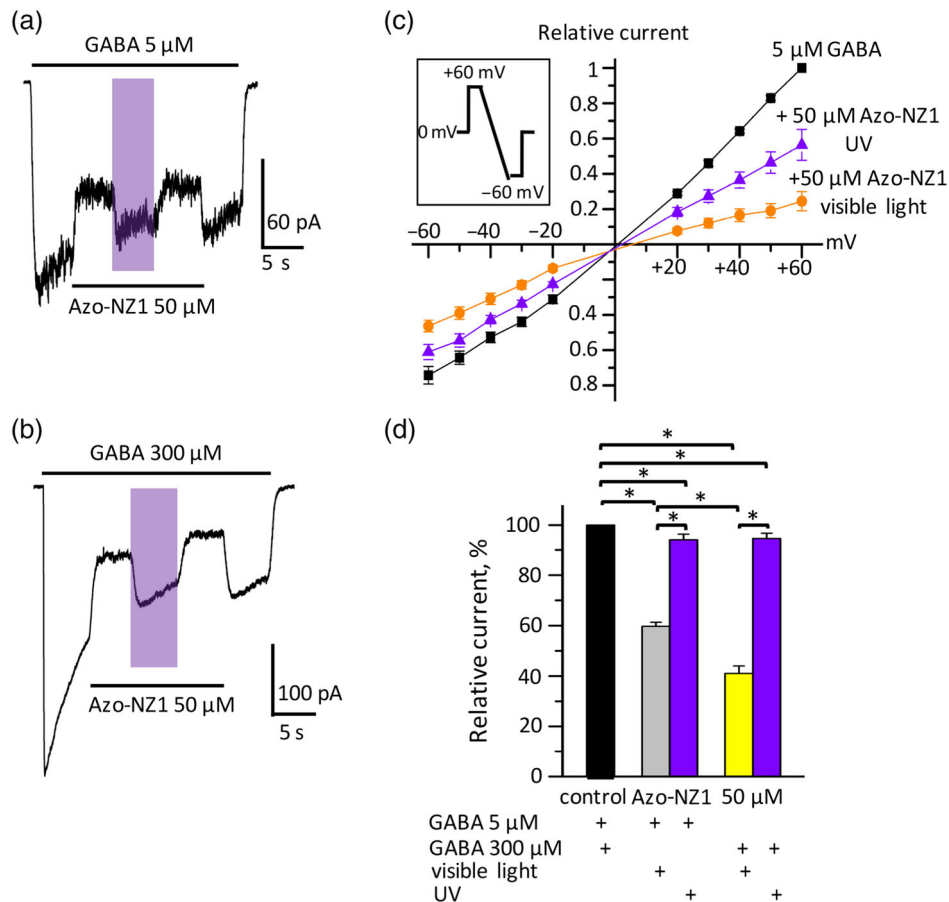 (a)
GABA 5 µM
60 pA
5 s
Azo-NZ1 50 µM
(b)
GABA 300 µM
100 pA
Azo-NZ1 50 µM
5 s
(c)
Relative current
5 µM GABA
+60 mV
0 mV
−60 mV
1
0.8
0.6
0.4
0.2
+ 50 µM Azo-NZ1
UV
+50 µM Azo-NZ1
visible light
−60
−40
−20
mV
+20
+40
+60
0.2
0.4
0.6
0.8
(d)
*
*
*
* *
* *
Relative current, %
100
80
60
40
20
0
control Azo-NZ1 50 µM
GABA 5 µM + + +
GABA 300 µM + + +
visible light + +
UV + +